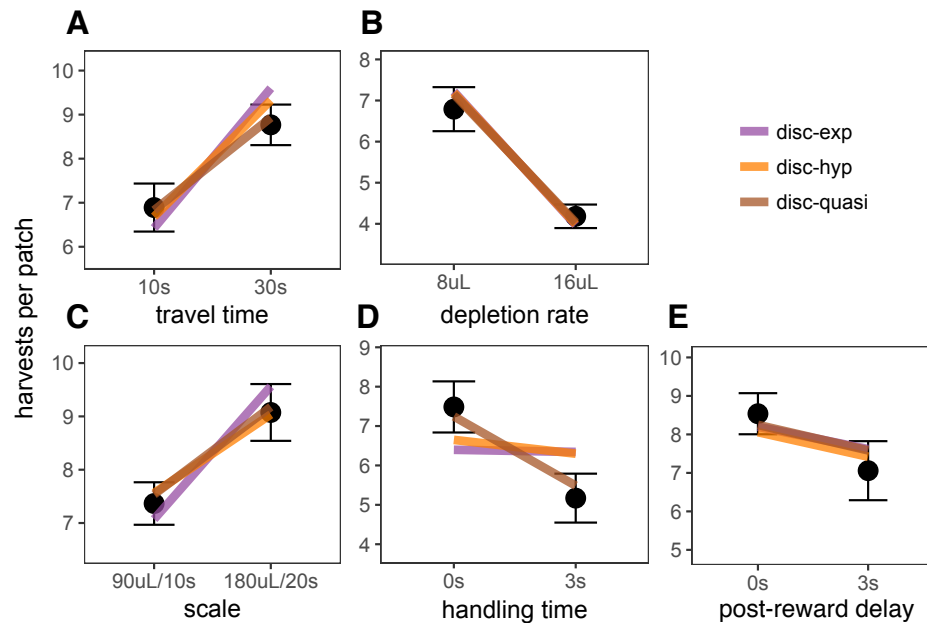 A
B
10
9
8
7
6
10s
30s
travel time
8
7
6
5
4
8uL
16uL
depletion rate
disc-exp
disc-hyp
disc-quasi
harvests per patch
C
D
E
10
9
8
7
90uL/10s
180uL/20s
scale
9
8
7
6
5
4
0s
3s
handling time
10
9
8
7
6
5
0s
3s
post-reward delay